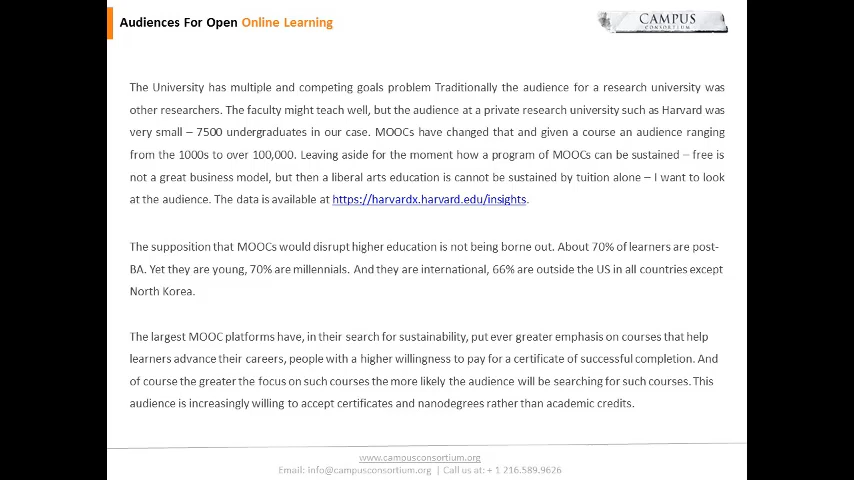 Audiences For Open Online Learning
CAMPUS
CONSORTIUM
The University has multiple and competing goals problem Traditionally the audience for a research university was
other researchers. The faculty might teach well, but the audience at a private research university such as Harvard was
very small – 7500 undergraduates in our case. MOOCs have changed that and given a course an audience ranging
from the 1000s to over 100,000. Leaving aside for the moment how a program of MOOCs can be sustained – free is
not a great business model, but then a liberal arts education is cannot be sustained by tuition alone – I want to look
at the audience. The data is available at https://harvardx.harvard.edu/insights.
The supposition that MOOCs would disrupt higher education is not being borne out. About 70% of learners are post-
BA. Yet they are young, 70% are millennials. And they are international, 66% are outside the US in all countries except
North Korea.
The largest MOOC platforms have, in their search for sustainability, put ever greater emphasis on courses that help
learners advance their careers, people with a higher willingness to pay for a certificate of successful completion. And
of course the greater the focus on such courses the more likely the audience will be searching for such courses. This
audience is increasingly willing to accept certificates and nanodegrees rather than academic credits.
www.campusconsortium.org
Email: info@campusconsortium.org | Call us at: + 1 216.589.9626